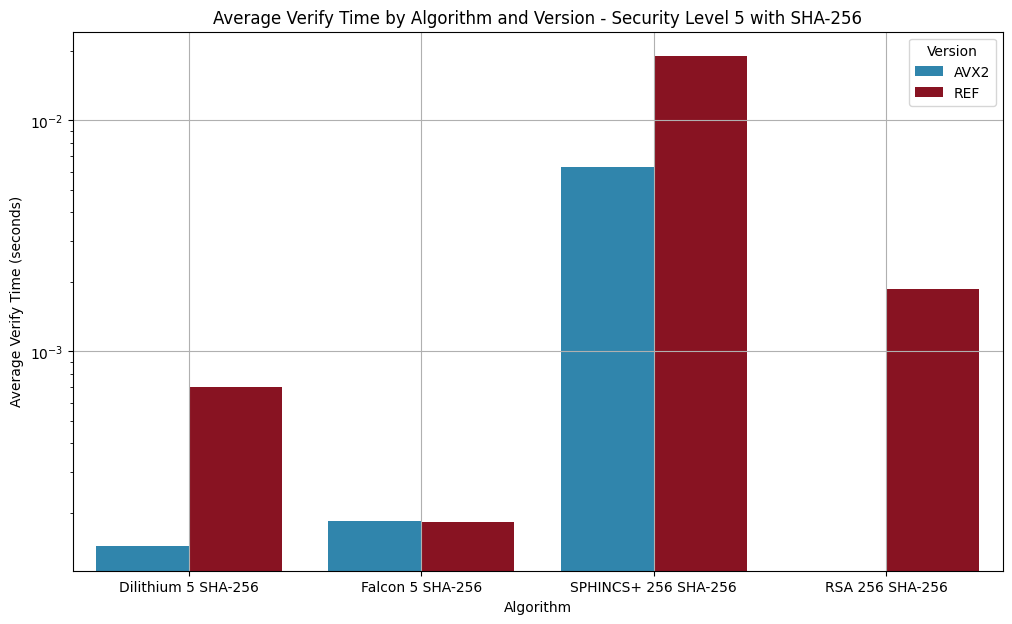 Average Verify Time by Algorithm and Version - Security Level 5 with SHA-256
Version
AVX2
REF
10⁻²
10⁻³
Average Verify Time (seconds)
Dilithium 5 SHA-256
Falcon 5 SHA-256
SPHINCS+ 256 SHA-256
RSA 256 SHA-256
Algorithm